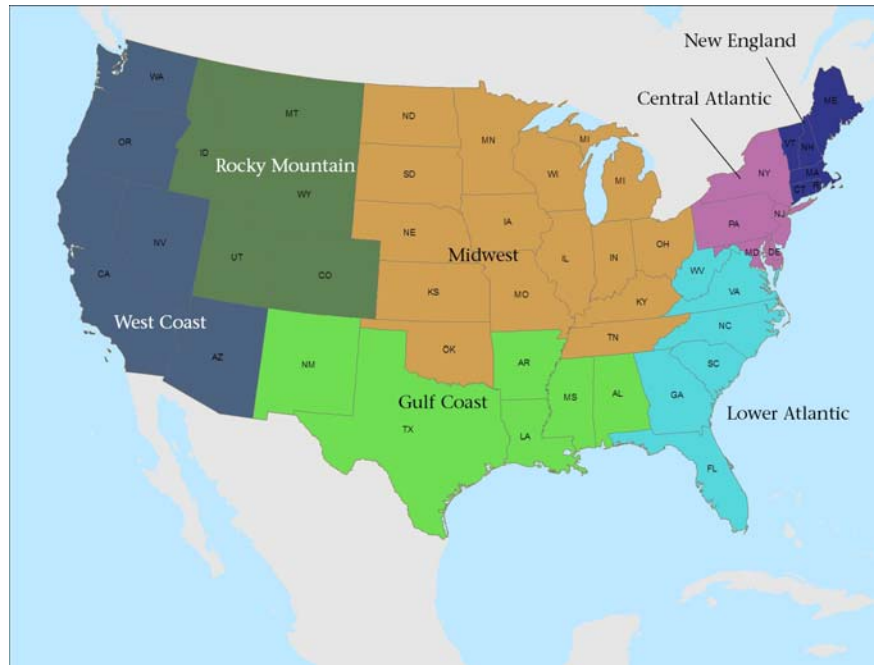 New England
Central Atlantic
WA
MT
ND
MN
MI
ME
VT
NH
OR
ID
Rocky Mountain
SD
WI
MI
NY
MA
CT
RI
WY
IA
PA
NJ
NV
UT
NE
Midwest
IL
IN
OH
MD
DE
CA
CO
KS
MO
WV
VA
KY
West Coast
AZ
NM
OK
TN
NC
AR
SC
Gulf Coast
MS
AL
GA
Lower Atlantic
TX
LA
FL